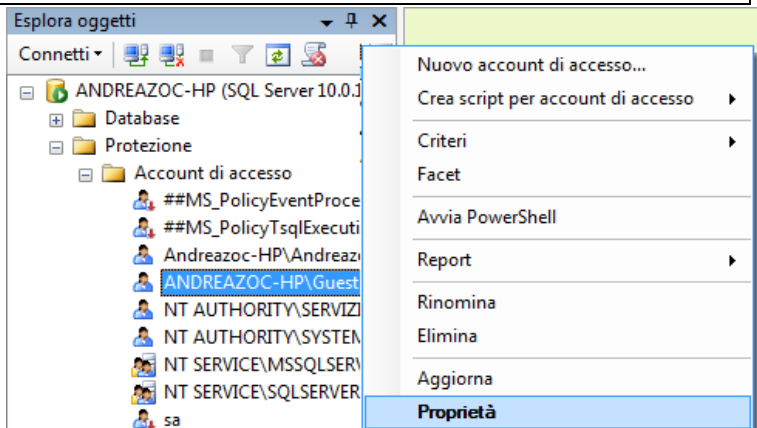 Esplora oggetti
Connetti
ANDREAZOC-HP (SQL Server 10.0.1
Database
Protezione
Account di accesso
##MS_PolicyEventProce
##MS_PolicyTsqlExecuti
Andreazoc-HP\Andreaz
ANDREAZOC-HP\Guest
NT AUTHORITY\SERVIZI
NT AUTHORITY\SYSTEM
NT SERVICE\MSSQLSERV
NT SERVICE\SQLSERVER
sa
Nuovo account di accesso...
Crea script per account di accesso
Criteri
Facet
Avvia PowerShell
Report
Rinomina
Elimina
Aggiorna
Proprietà